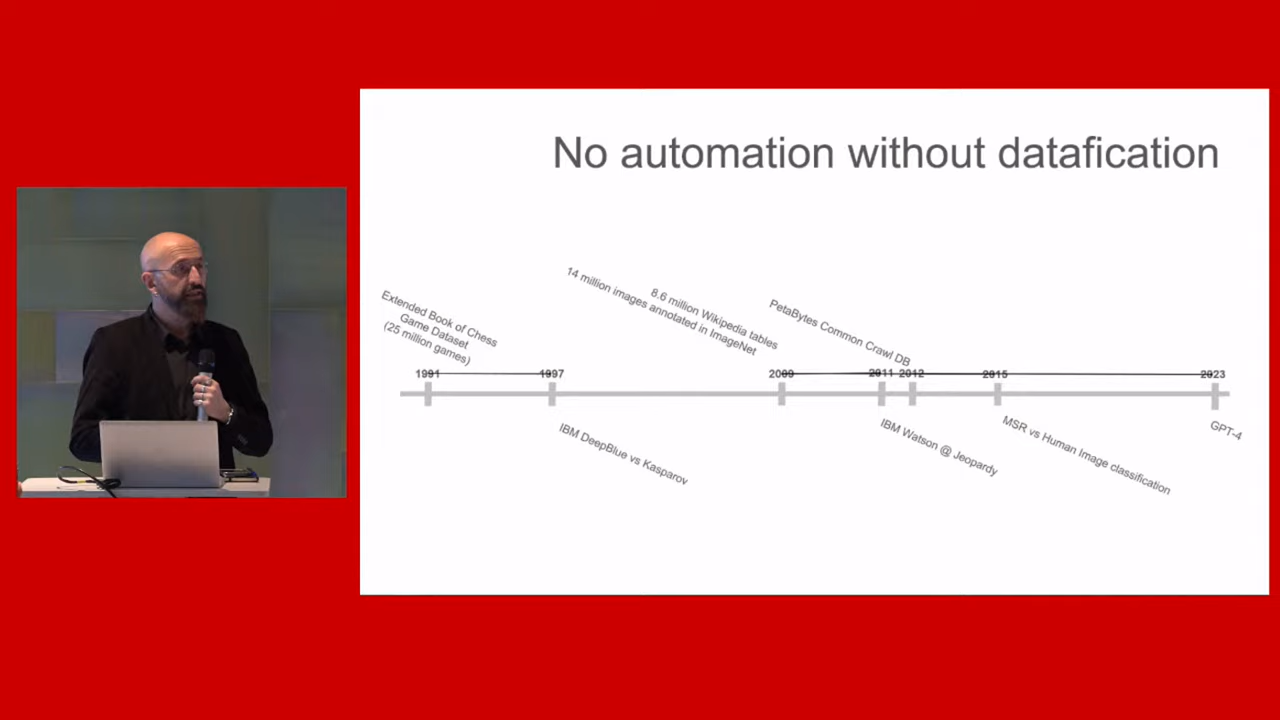 No automation without datafication
Extended Book of Chess
Game Dataset
(25 million games)
14 million images annotated in ImageNet
8.6 million Wikipedia tables
PetaBytes Common Crawl DB
1991
1997
2009
2011
2012
2015
2023
IBM DeepBlue vs Kasparov
IBM Watson @ Jeopardy
MSR vs Human Image classification
GPT-4